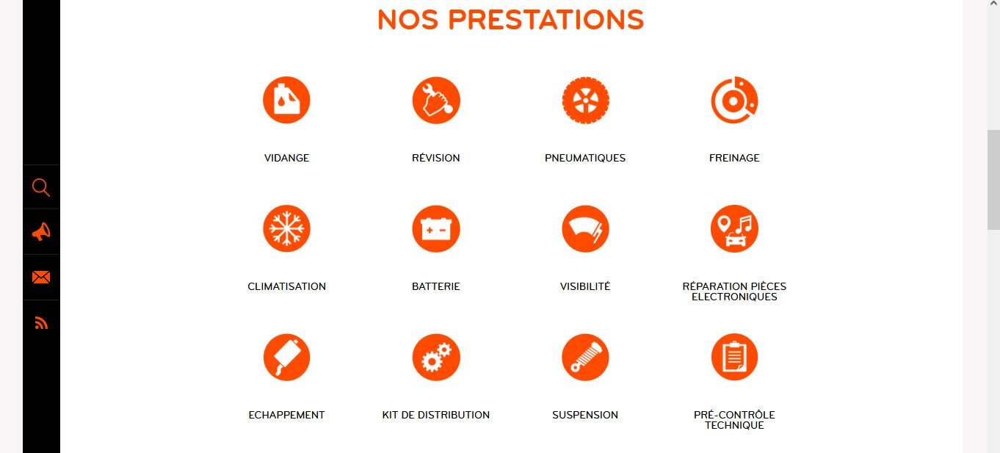 NOS PRESTATIONS
VIDANGE
RÉVISION
PNEUMATIQUES
FREINAGE
CLIMATISATION
BATTERIE
VISIBILITÉ
RÉPARATION PIÈCES
ELECTRONIQUES
ECHAPPEMENT
KIT DE DISTRIBUTION
SUSPENSION
PRÉ-CONTRÔLE
TECHNIQUE